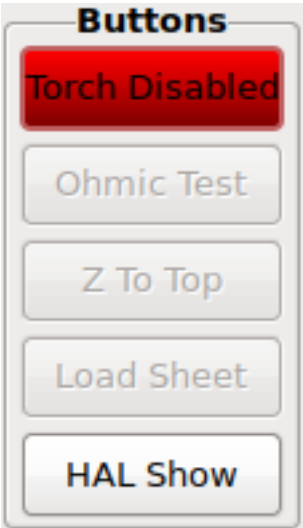 Buttons
Torch Disabled
Ohmic Test
Z To Top
Load Sheet
HAL Show